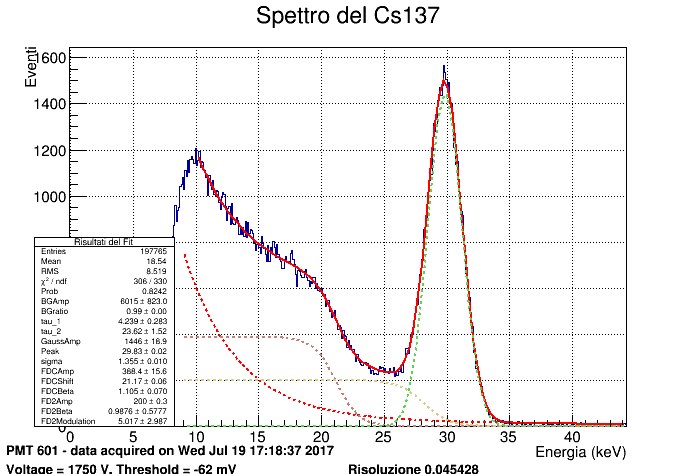 Spettro del Cs137
Eventi
1600
1400
1200
1000
Risultati del Fit
Entries 197765
Mean 18.54
RMS 8.519
χ² / ndf 306 / 330
Prob 0.8242
BGAmp 6015 ± 823.0
BGratio 0.99 ± 0.00
tau_1 4.239 ± 0.283
tau_2 23.62 ± 1.52
GaussAmp 1446 ± 18.9
Peak 29.83 ± 0.02
sigma 1.355 ± 0.010
FDCAmp 388.4 ± 15.6
FDCShift 21.17 ± 0.06
FDCBeta 1.105 ± 0.070
FD2Amp 200 ± 0.3
FD2Beta 0.9876 ± 0.5777
FD2Modulation 5.017 ± 2.987
0 5 10 15 20 25 30 35 40
Energia (keV)
PMT 601 - data acquired on Wed Jul 19 17:18:37 2017
Voltage = 1750 V, Threshold = -62 mV Risoluzione 0.045428